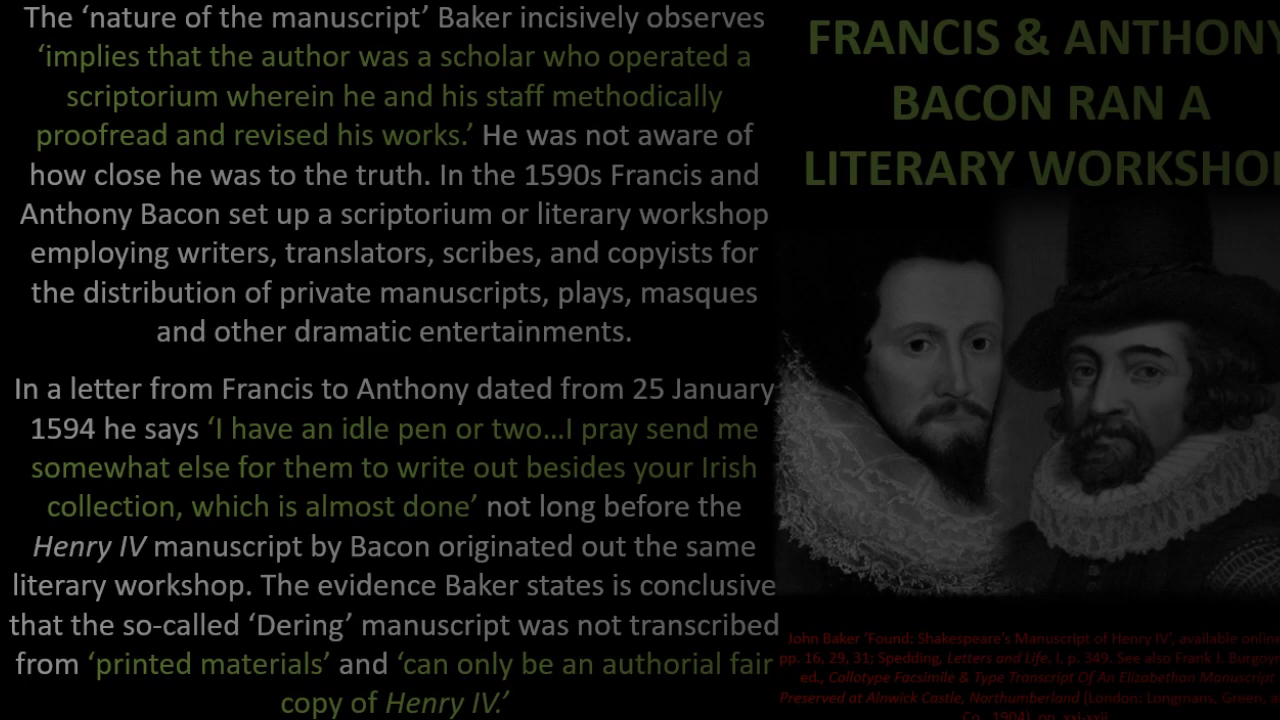 The ‘nature of the manuscript’ Baker incisively observes
‘implies that the author was a scholar who operated a
scriptorium wherein he and his staff methodically
proofread and revised his works.’ He was not aware of
how close he was to the truth. In the 1590s Francis and
Anthony Bacon set up a scriptorium or literary workshop
employing writers, translators, scribes, and copyists for
the distribution of private manuscripts, plays, masques
and other dramatic entertainments.
In a letter from Francis to Anthony dated from 25 January
1594 he says ‘I have an idle pen or two...I pray send me
somewhat else for them to write out besides your Irish
collection, which is almost done’ not long before the
Henry IV manuscript by Bacon originated out the same
literary workshop. The evidence Baker states is conclusive
that the so-called ‘Dering’ manuscript was not transcribed
from ‘printed materials’ and ‘can only be an authorial fair
copy of Henry IV.’
FRANCIS & ANTHONY
BACON RAN A
LITERARY WORKSHOP
John Baker ‘Found: Shakespeare’s Manuscript of Henry IV’, available online
pp. 16, 29, 31; Spedding, Letters and Life, I, p. 349. See also Frank J. Burgoyne
ed., Collotype Facsimile & Type Transcript Of An Elizabethan Manuscript
Preserved at Alnwick Castle, Northumberland (London: Longmans, Green,
Co., 1904), pp. xxi-xxii.